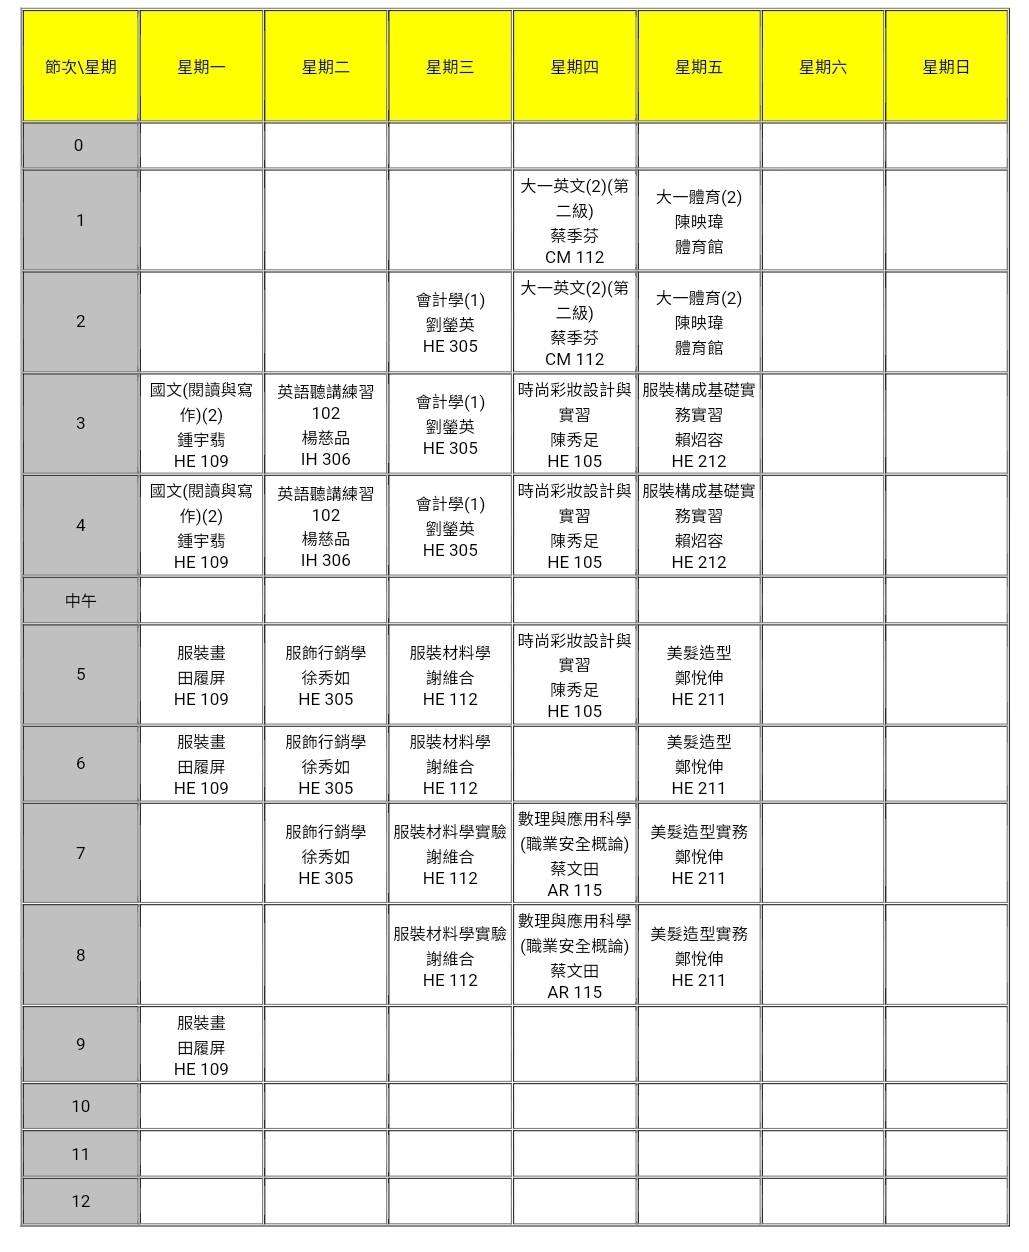 節次\星期 星期一 星期二 星期三 星期四 星期五 星期六 星期日
0
1
大一英文(2)(第
二級)
蔡季芬
CM 112
大一體育(2)
陳映瑋
體育館
2
會計學(1)
劉鎣英
HE 305
大一英文(2)(第
二級)
蔡季芬
CM 112
大一體育(2)
陳映瑋
體育館
3
國文(閱讀與寫
作)(2)
鍾宇翡
HE 109
英語聽講練習
102
楊慈品
IH 306
會計學(1)
劉鎣英
HE 305
時尚彩妝設計與
實習
陳秀足
HE 105
服裝構成基礎實
務實習
賴炤容
HE 212
4
國文(閱讀與寫
作)(2)
鍾宇翡
HE 109
英語聽講練習
102
楊慈品
IH 306
會計學(1)
劉鎣英
HE 305
時尚彩妝設計與
實習
陳秀足
HE 105
服裝構成基礎實
務實習
賴炤容
HE 212
中午
5
服裝畫
田履屏
HE 109
服飾行銷學
徐秀如
HE 305
服裝材料學
謝維合
HE 112
時尚彩妝設計與
實習
陳秀足
HE 105
美髮造型
鄭悅伸
HE 211
6
服裝畫
田履屏
HE 109
服飾行銷學
徐秀如
HE 305
服裝材料學
謝維合
HE 112
美髮造型
鄭悅伸
HE 211
7
服飾行銷學
徐秀如
HE 305
服裝材料學實驗
謝維合
HE 112
數理與應用科學
(職業安全概論)
蔡文田
AR 115
美髮造型實務
鄭悅伸
HE 211
8
服裝材料學實驗
謝維合
HE 112
數理與應用科學
(職業安全概論)
蔡文田
AR 115
美髮造型實務
鄭悅伸
HE 211
9
服裝畫
田履屏
HE 109
10
11
12